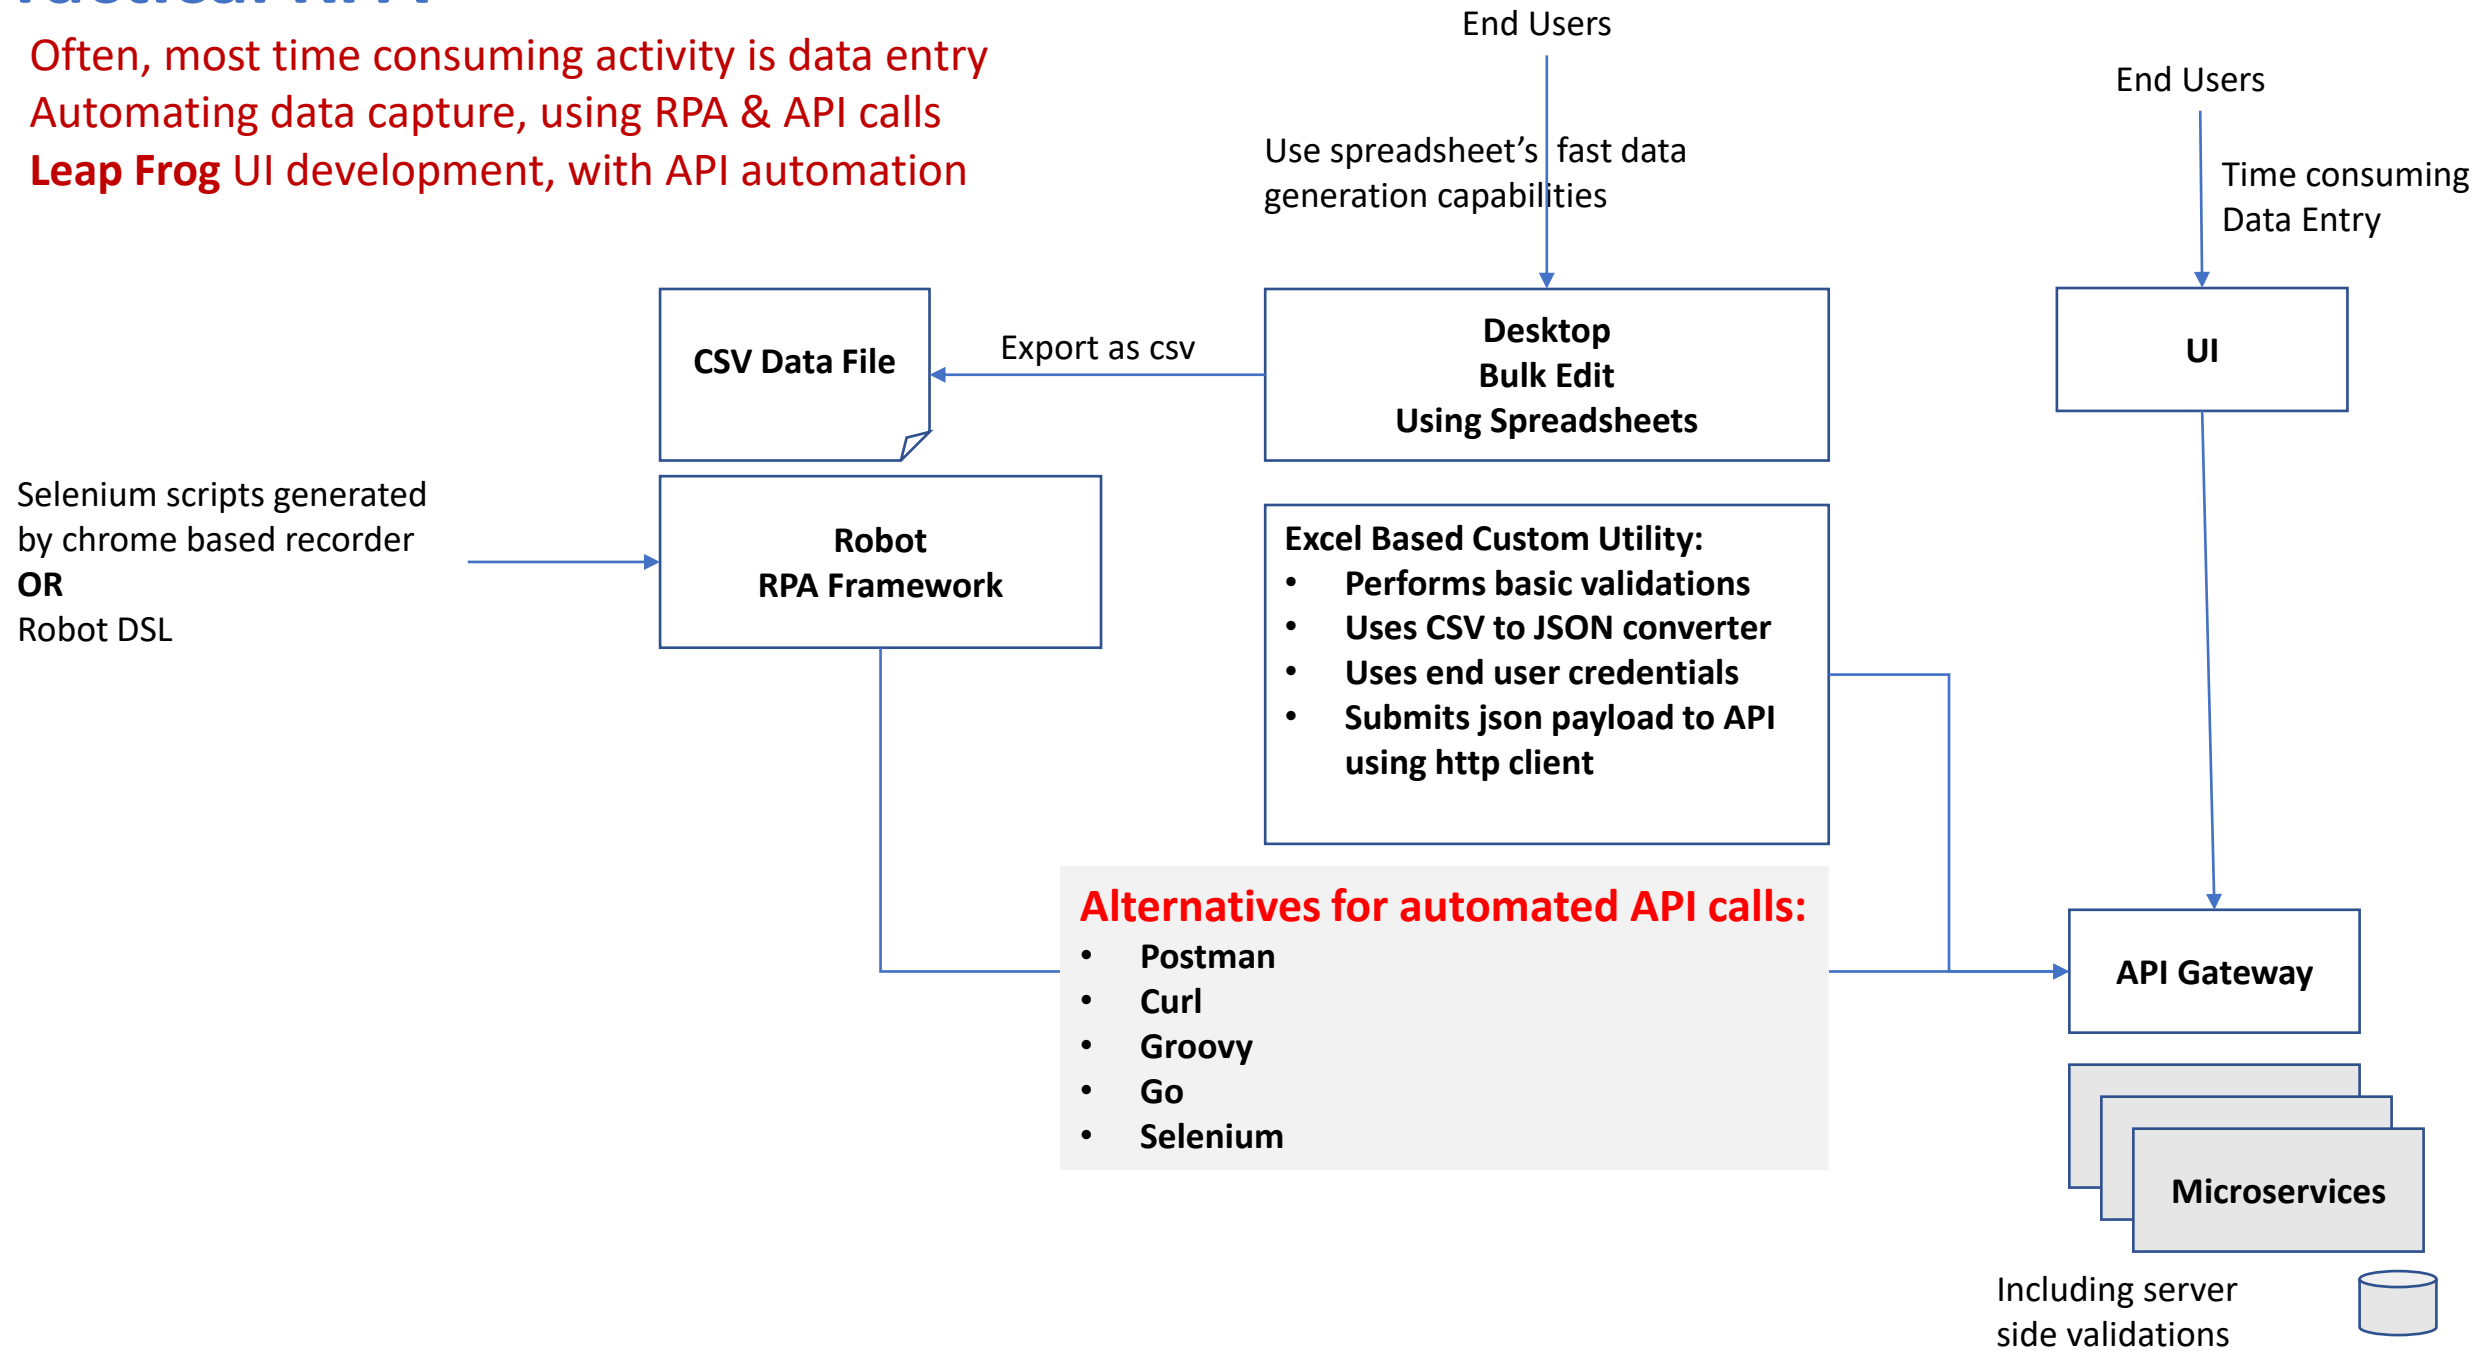 Often, most time consuming activity is data entry
Automating data capture, using RPA & API calls
Leap Frog UI development, with API automation
End Users
Use spreadsheet’s fast data
generation capabilities
End Users
Time consuming
Data Entry
CSV Data File
Export as csv
Desktop
Bulk Edit
Using Spreadsheets
UI
Selenium scripts generated
by chrome based recorder
OR
Robot DSL
Robot
RPA Framework
Excel Based Custom Utility:
• Performs basic validations
• Uses CSV to JSON converter
• Uses end user credentials
• Submits json payload to API
using http client
Alternatives for automated API calls:
• Postman
• Curl
• Groovy
• Go
• Selenium
API Gateway
Microservices
Including server
side validations